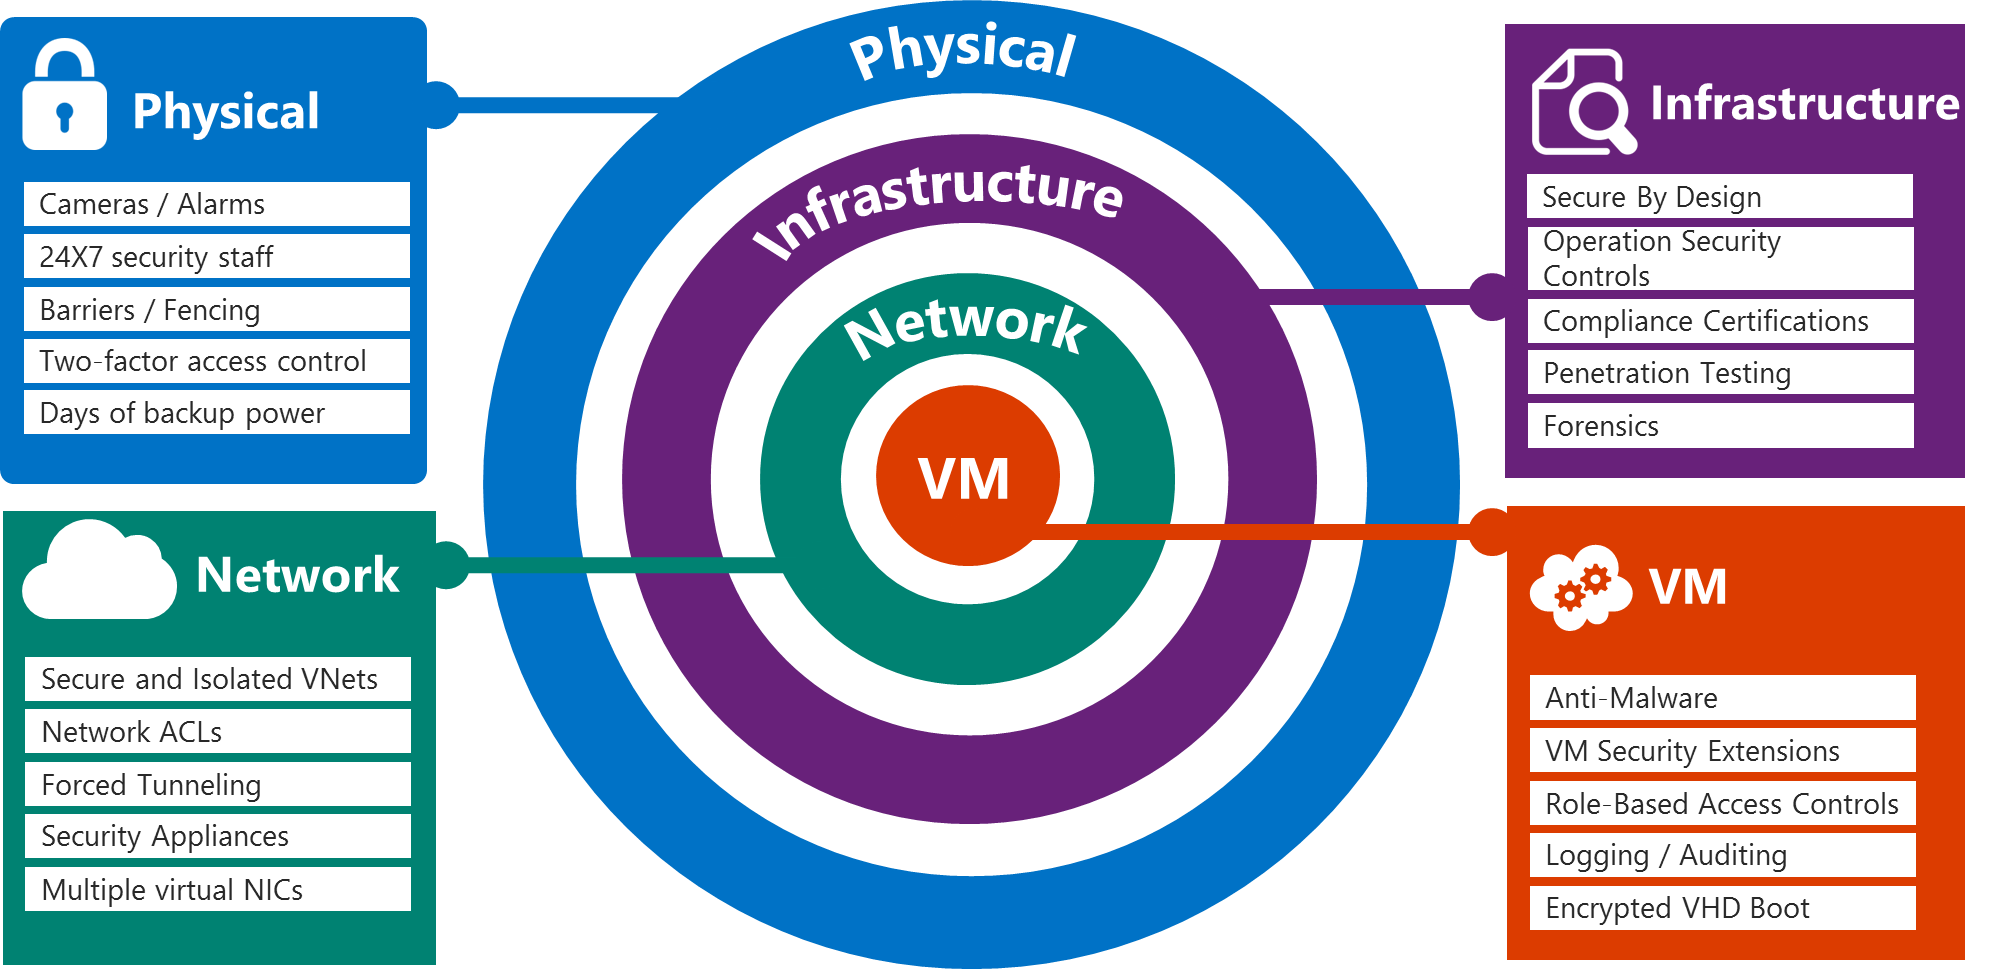 Physical
Cameras / Alarms
24X7 security staff
Barriers / Fencing
Two-factor access control
Days of backup power
Network
Secure and Isolated VNets
Network ACLs
Forced Tunneling
Security Appliances
Multiple virtual NICs
Physical
Infrastructure
Network
VM
Infrastructure
Secure By Design
Operation Security
Controls
Compliance Certifications
Penetration Testing
Forensics
VM
Anti-Malware
VM Security Extensions
Role-Based Access Controls
Logging / Auditing
Encrypted VHD Boot